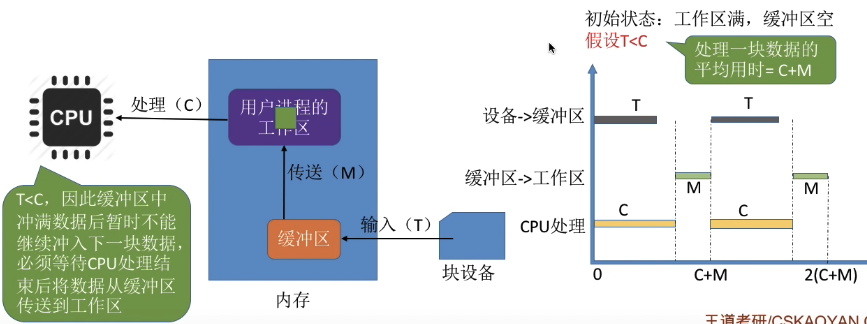 初始状态：工作区满，缓冲区空
假设T<C
处理一块数据的
平均用时= C+M
CPU
处理（C）
用户进程的
工作区
传送（M）
缓冲区
输入（T）
块设备
内存
T<C，因此缓冲区中
冲满数据后暂时不能
继续冲入下一块数据，
必须等待CPU处理结
束后将数据从缓冲区
传送到工作区
设备->缓冲区
T
T
缓冲区->工作区
M
M
CPU处理
C
C
0
C+M
2(C+M)
王道考研/CSKAOYAN.